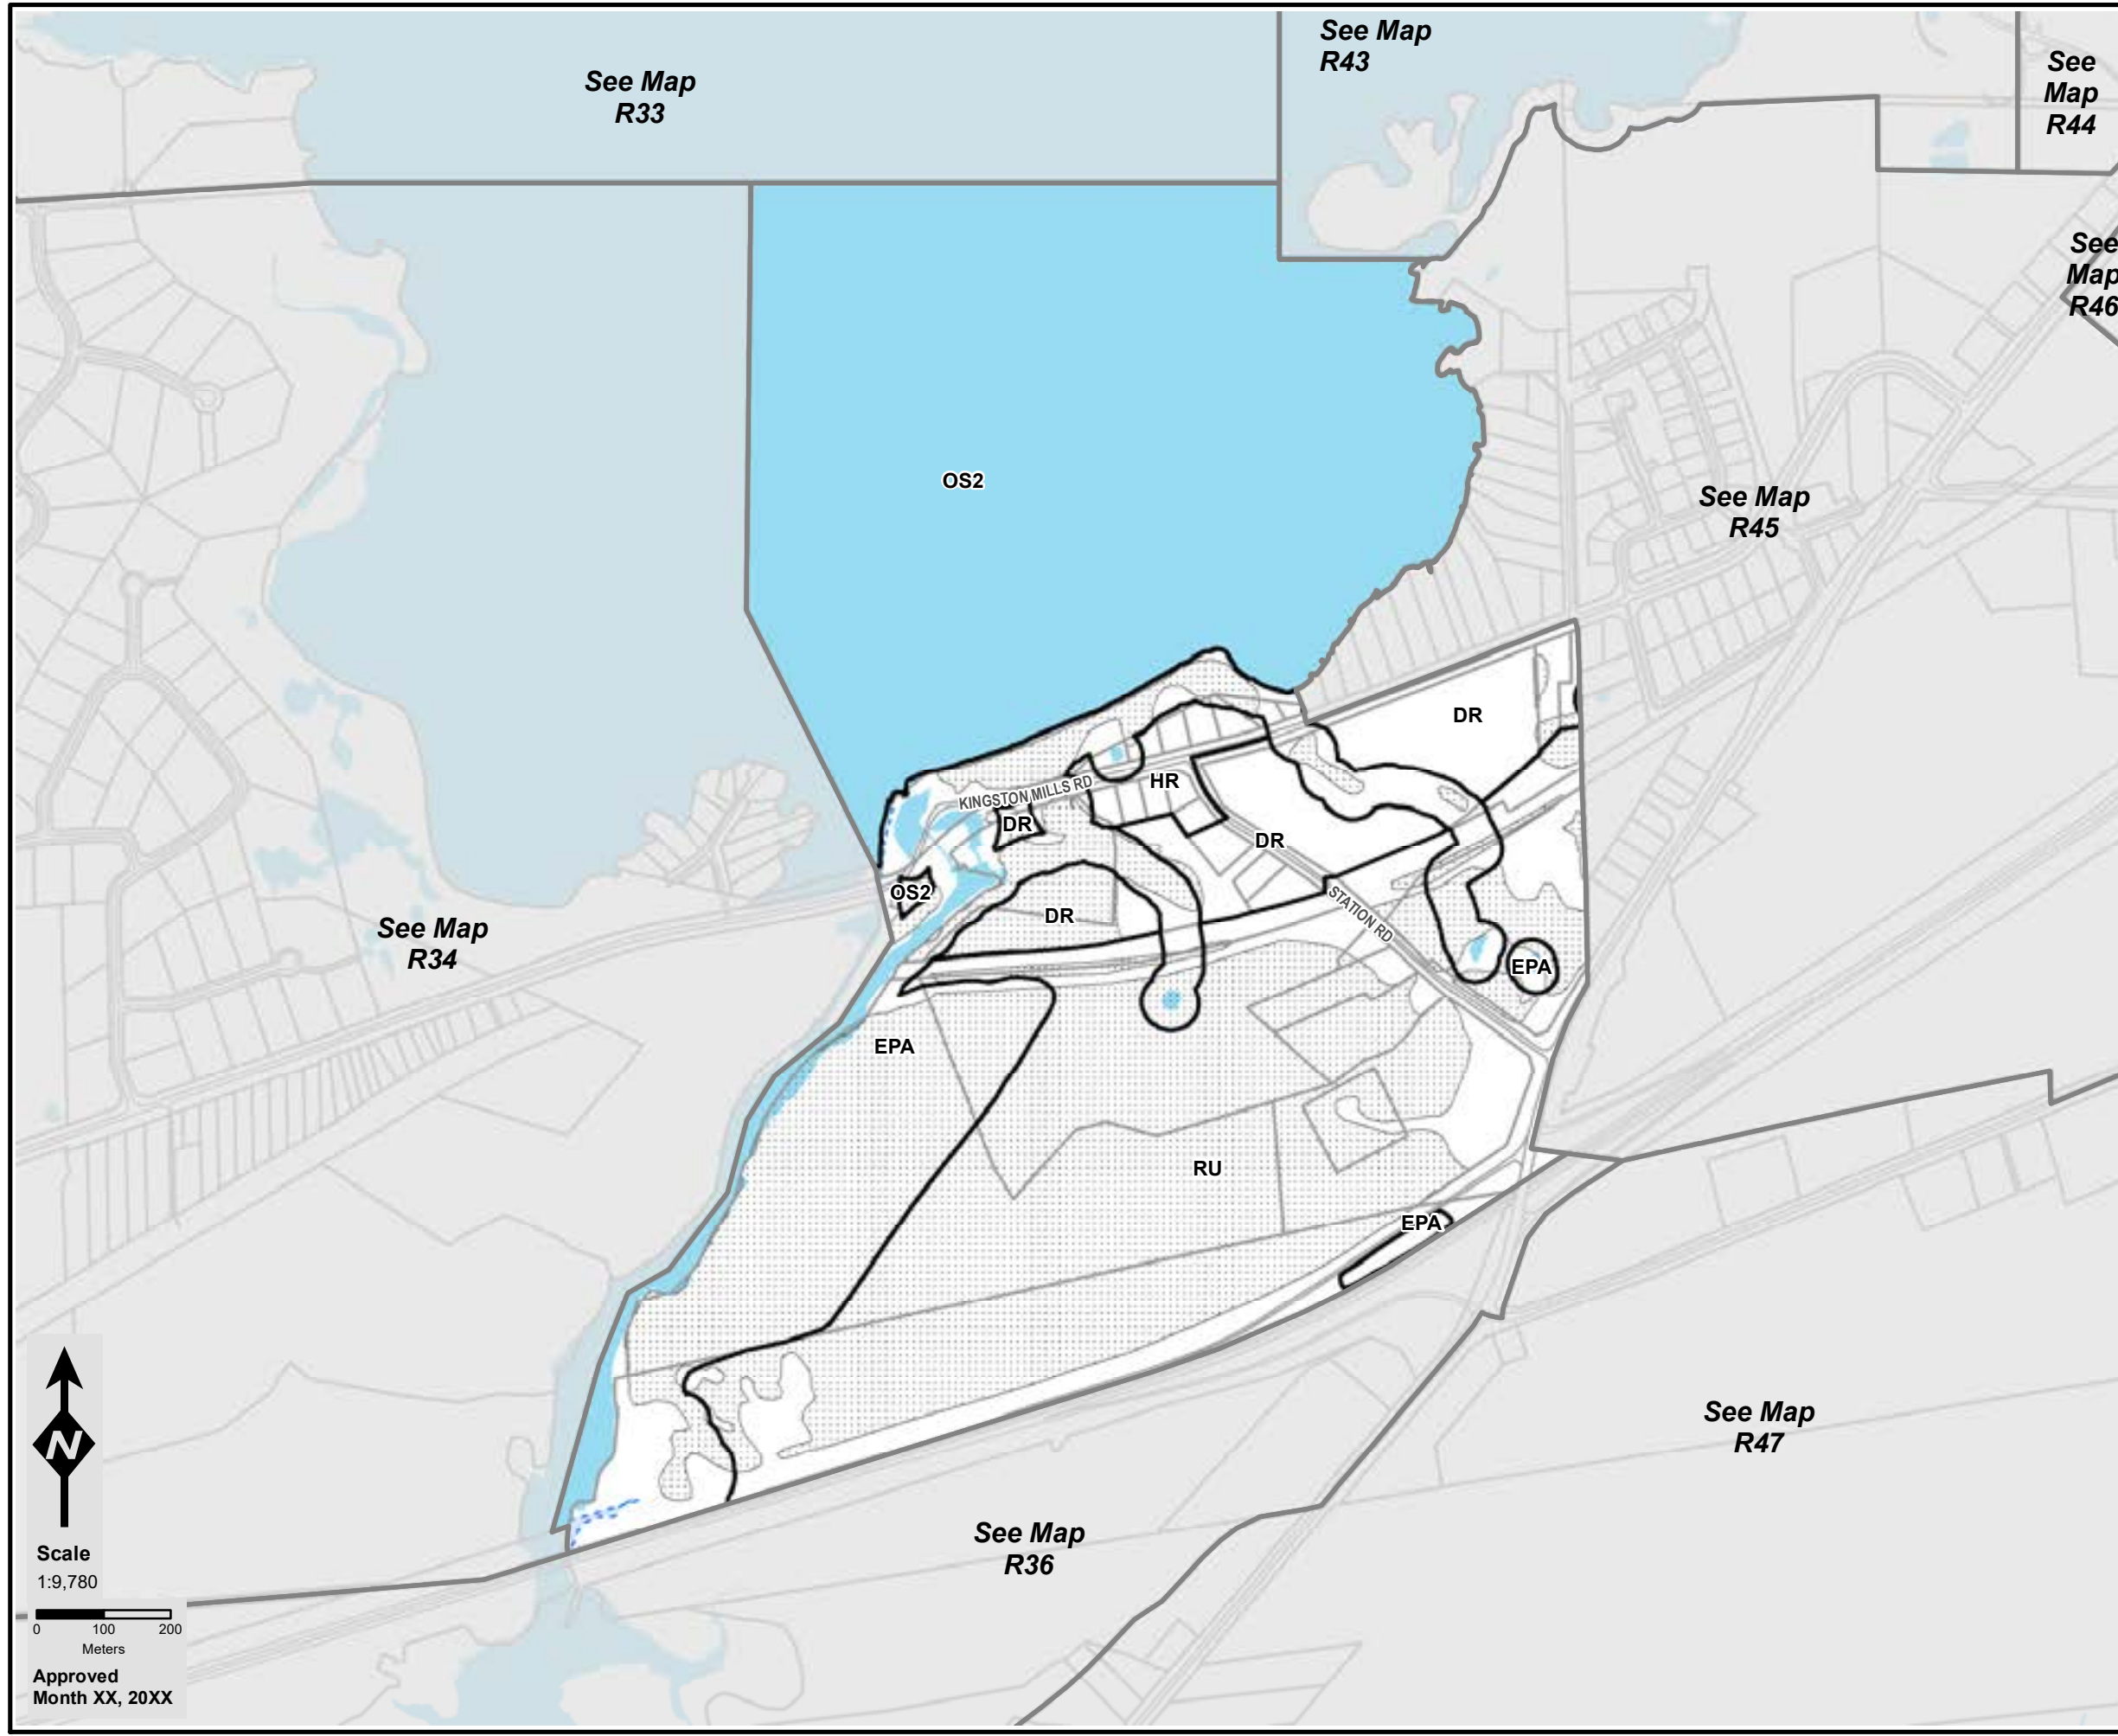 See Map
R43
See
Map
R44
See Map
R33
See
Map
R46
OS2
See Map
R45
DR
KINGSTON MILLS RD
HR
DR
DR
OS2
STATION RD
DR
See Map
R34
EPA
EPA
RU
EPA
See Map
R47
See Map
R36
N
Scale
1:9,780
0 100 200
Meters
Approved
Month XX, 20XX